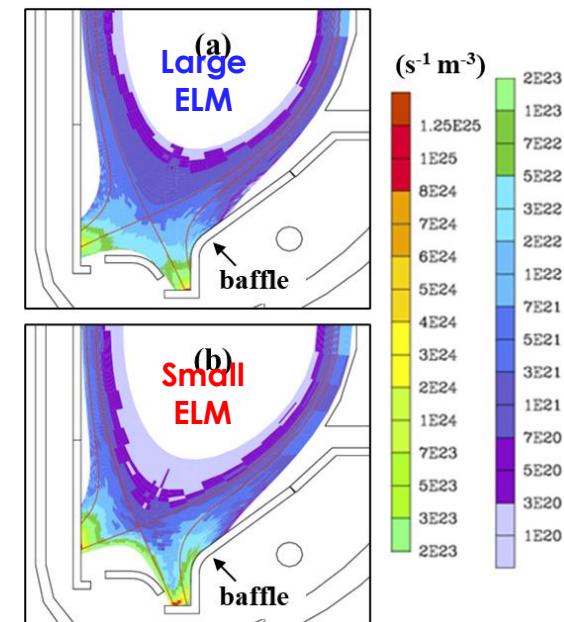 (a)
Large
ELM
baffle
(b)
Small
ELM
baffle
(s⁻¹ m⁻³)
1.25E25
1E25
8E24
7E24
6E24
5E24
4E24
3E24
2E24
1E24
7E23
5E23
3E23
2E23
2E23
1E23
7E22
5E22
3E22
2E22
1E22
7E21
5E21
3E21
1E21
7E20
5E20
3E20
1E20